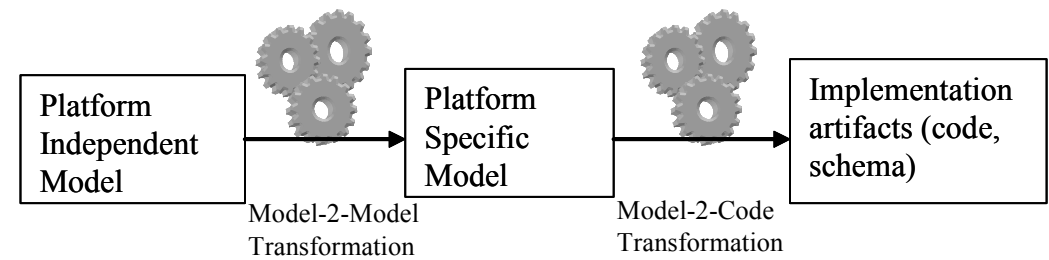 Platform
Independent
Model
Model-2-Model
Transformation
Platform
Specific
Model
Model-2-Code
Transformation
Implementation
artifacts (code,
schema)